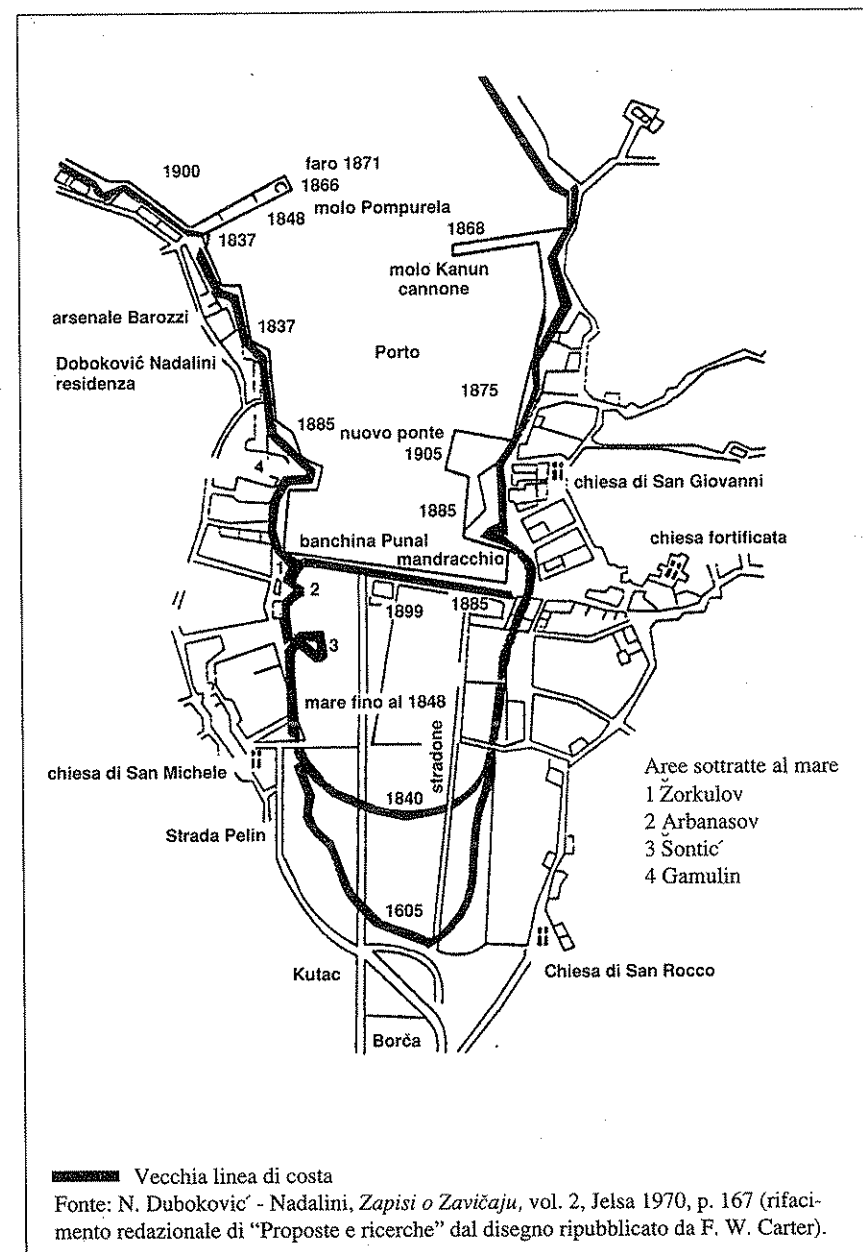 1900
faro 1871
1866
1848
molo Pompurela
1837
1868
molo Kanun
cannone
arsenale Barozzi
1837
Porto
Doboković Nadalini
residenza
1875
1885
nuovo ponte
1905
4
chiesa di San Giovanni
1885
banchina Punal
mandracchio
chiesa fortificata
1
2
1899
1885
3
mare fino al 1848
stradone
chiesa di San Michele
1840
Strada Pelin
Aree sottratte al mare
1 Žorkulov
2 Arbanasov
3 Šontic´
4 Gamulin
1605
Kutac
Chiesa di San Rocco
Borča
Vecchia linea di costa
Fonte: N. Dubokovic´ - Nadalini, Zapisi o Zavičaju, vol. 2, Jelsa 1970, p. 167 (rifaci-
mento redazionale di “Proposte e ricerche” dal disegno ripubblicato da F. W. Carter).